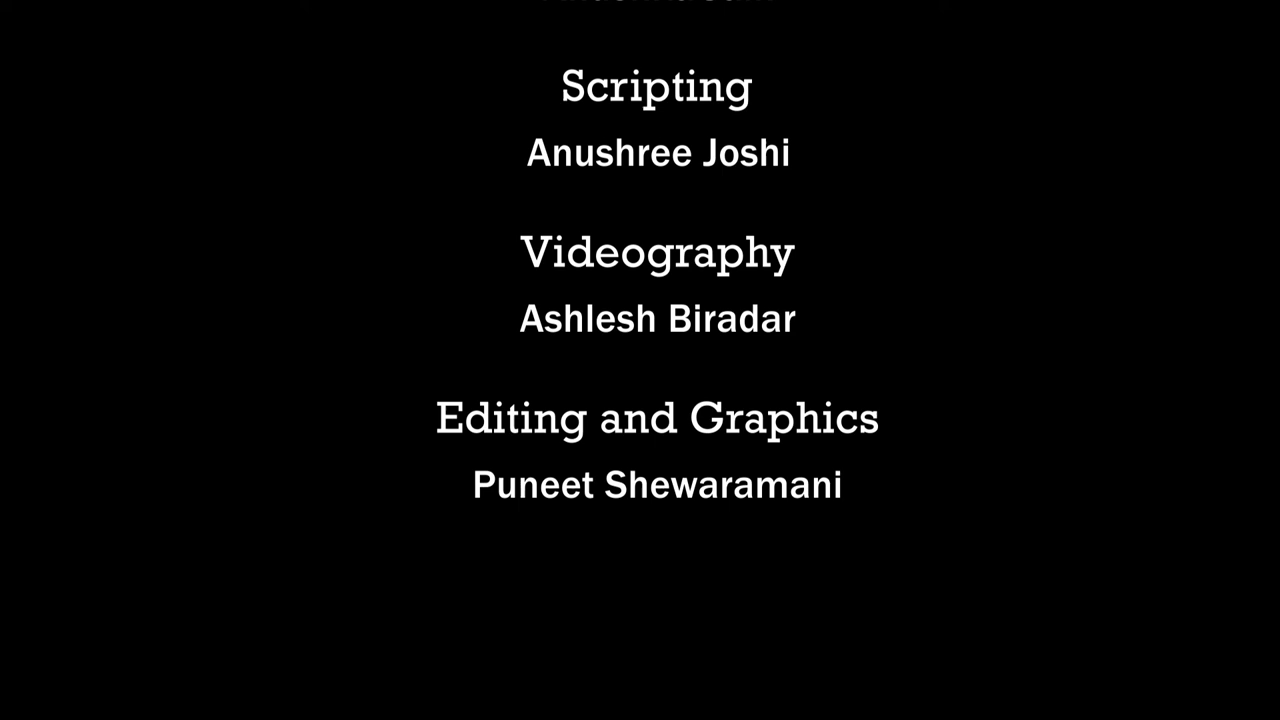 Scripting
Anushree Joshi
Videography
Ashlesh Biradar
Editing and Graphics
Puneet Shewaramani